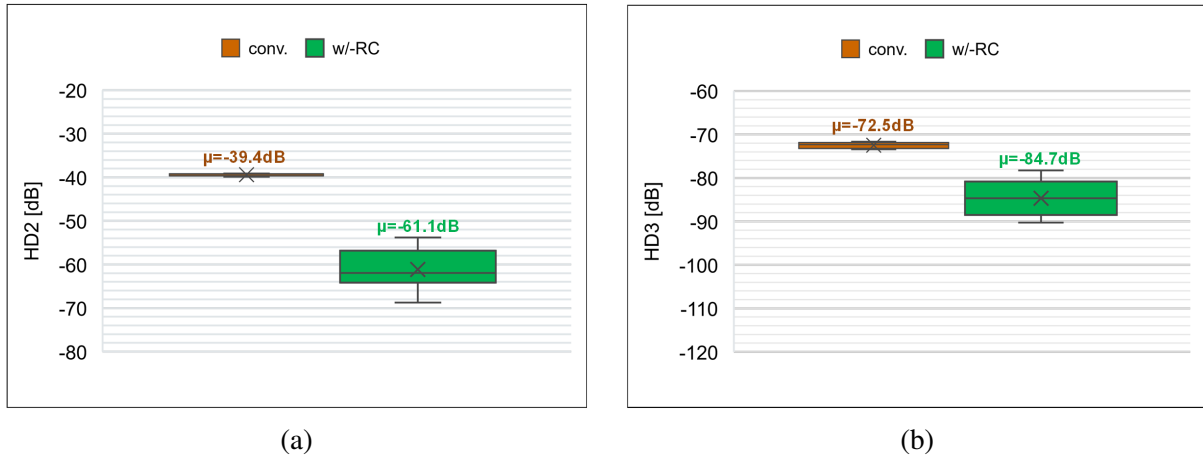 conv. w/-RC
HD2 [dB]
-20
-30
-40
-50
-60
-70
-80
µ=-39.4dB
µ=-61.1dB
(a)
conv. w/-RC
HD3 [dB]
-60
-70
-80
-90
-100
-110
-120
µ=-72.5dB
µ=-84.7dB
(b)